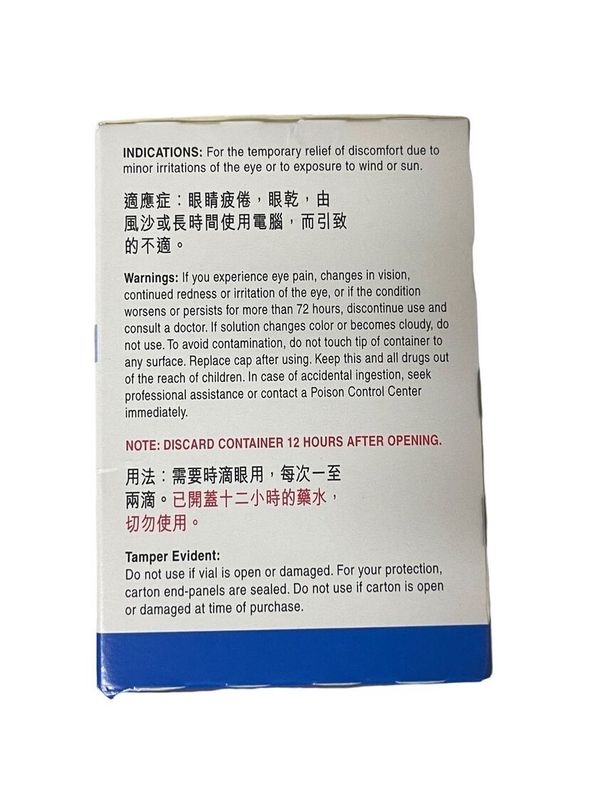 INDICATIONS: For the temporary relief of discomfort due to
minor irritations of the eye or to exposure to wind or sun.
適應症：眼睛疲倦，眼乾，由
風沙或長時間使用電腦，而引致
的不適。
Warnings: If you experience eye pain, changes in vision,
continued redness or irritation of the eye, or if the condition
worsens or persists for more than 72 hours, discontinue use and
consult a doctor. If solution changes color or becomes cloudy, do
not use. To avoid contamination, do not touch tip of container to
any surface. Replace cap after using. Keep this and all drugs out
of the reach of children. In case of accidental ingestion, seek
professional assistance or contact a Poison Control Center
immediately.
NOTE: DISCARD CONTAINER 12 HOURS AFTER OPENING.
用法：需要時滴眼用，每次一至
兩滴。已開蓋十二小時的藥水，
切勿使用。
Tamper Evident:
Do not use if vial is open or damaged. For your protection,
carton end-panels are sealed. Do not use if carton is open
or damaged at time of purchase.